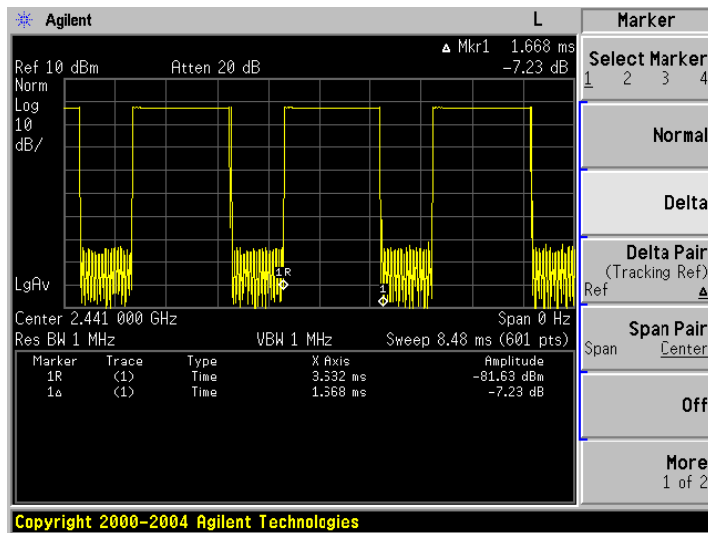 Agilent
L
Marker
Δ Mkr1 1.668 ms
Ref 10 dBm
Atten 20 dB
-7.23 dB
Norm
Log
10
dB/
1R
1
LgAv
Center 2.441 000 GHz
Span 0 Hz
Res BW 1 MHz
VBW 1 MHz
Sweep 8.48 ms (601 pts)
Marker Trace Type X Axis Amplitude
1R (1) Time 3.632 ms -81.63 dBm
1Δ (1) Time 1.668 ms -7.23 dB
Copyright 2000-2004 Agilent Technologies
Select Marker
1 2 3 4
Normal
Delta
Delta Pair
(Tracking Ref)
Ref Δ
Span Pair
Span Center
Off
More
1 of 2